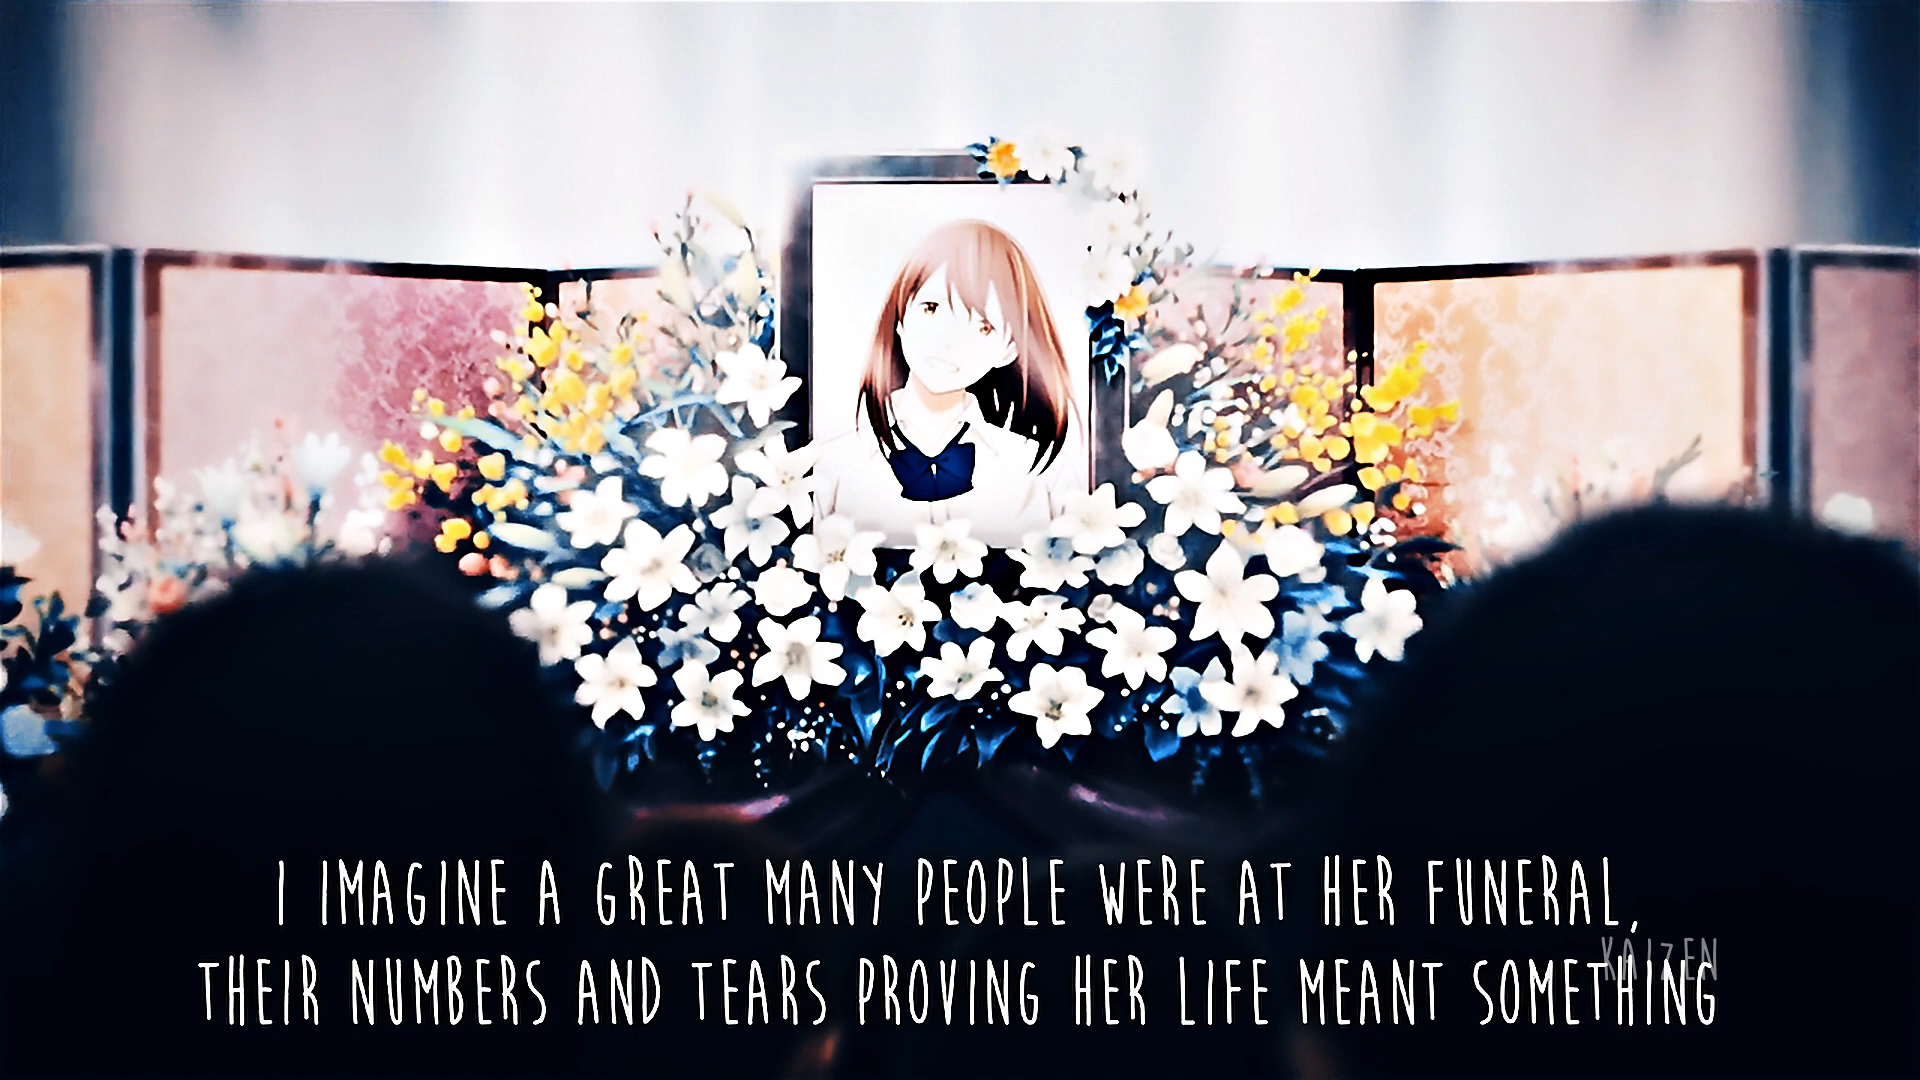 I IMAGINE A GREAT MANY PEOPLE WERE AT HER FUNERAL,
KAIZEN
THEIR NUMBERS AND TEARS PROVING HER LIFE MEANT SOMETHING